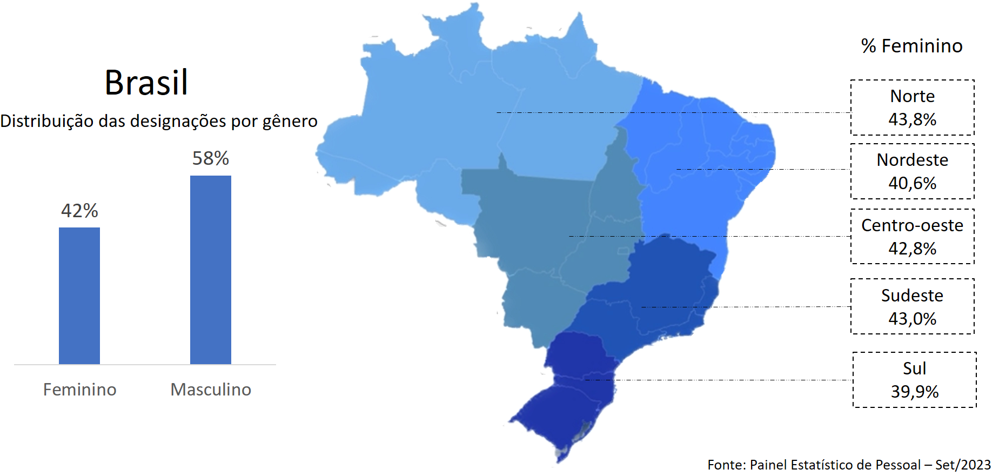 Brasil
Distribuição das designações por gênero
42%
58%
Feminino
Masculino
% Feminino
Norte
43,8%
Nordeste
40,6%
Centro-oeste
42,8%
Sudeste
43,0%
Sul
39,9%
Fonte: Painel Estatístico de Pessoal – Set/2023